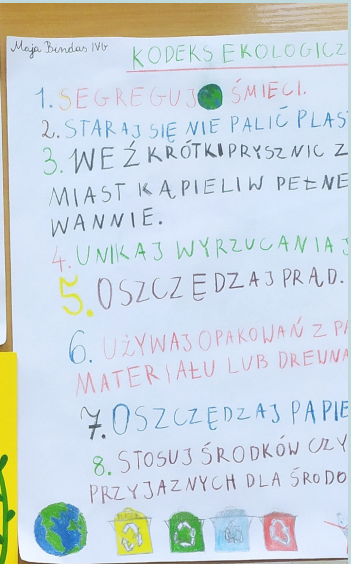 Maja Bendas IVb
KODEKS EKOLOGICZ
1. SEGREGUJ ŚMIECI.
2. STARAJ SIĘ NIE PALIĆ PLAS
3. WEŹ KRÓTKI PRYSZNIC Z
MIAST KĄPIELI W PEŁNE
WANNIE.
4. UNIKAJ WYRZUCANIA J
5. OSZCZĘDZAJ PRĄD.
6. UŻYWAJ OPAKOWAŃ Z PA
MATERIAŁU LUB DREWNA
7. OSZCZĘDZAJ PAPIE
8. STOSUJ ŚRODKÓW CZY
PRZYJAZNYCH DLA ŚRODO